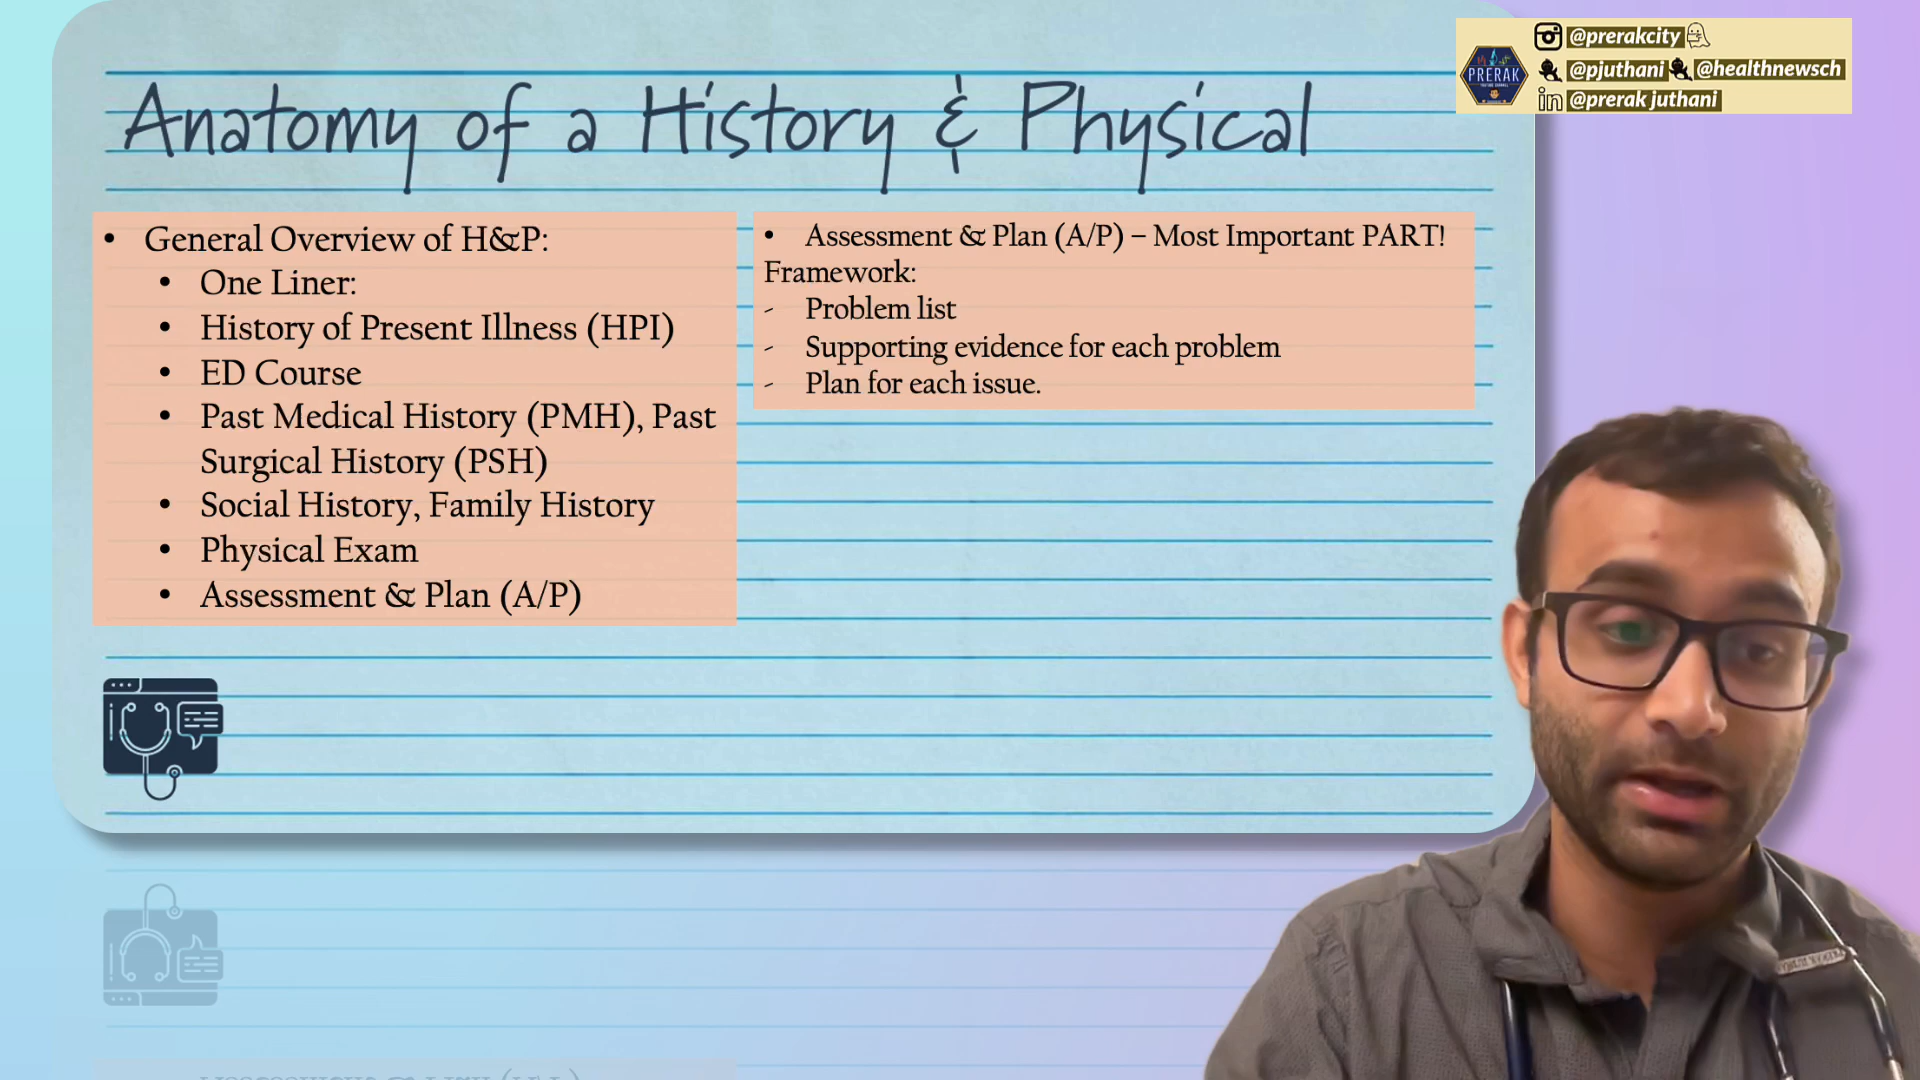 Anatomy of a History & Physical
@prerakcity
@pjuthani @healthnewsch
in @prerak juthani
PRERAK
• General Overview of H&P:
• One Liner:
• History of Present Illness (HPI)
• ED Course
• Past Medical History (PMH), Past
Surgical History (PSH)
• Social History, Family History
• Physical Exam
• Assessment & Plan (A/P)
• Assessment & Plan (A/P) – Most Important PART!
Framework:
- Problem list
- Supporting evidence for each problem
- Plan for each issue.